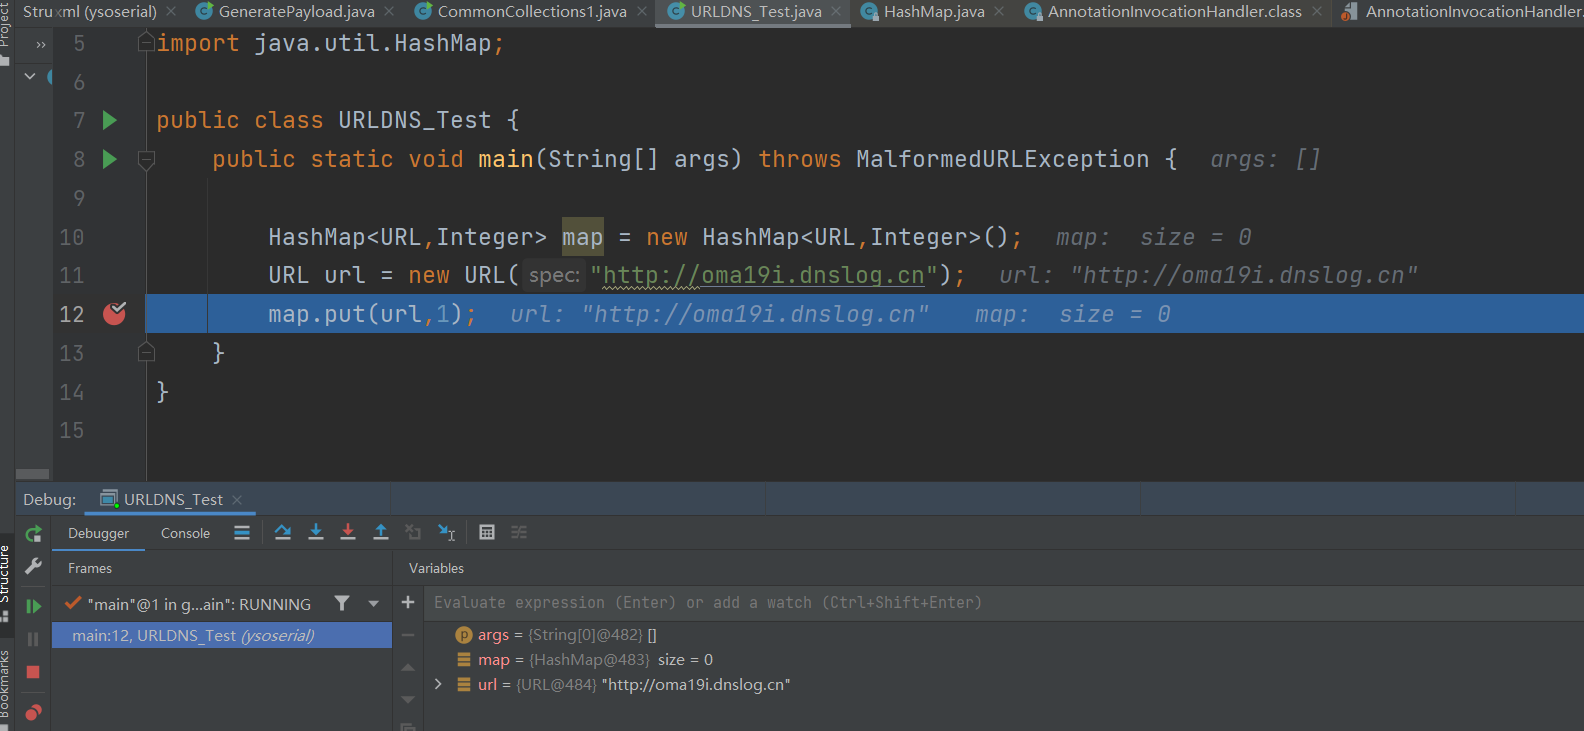 Project
Struxml (ysoserial) GeneratePayload.java CommonCollections1.java URLDNS_Test.java HashMap.java AnnotationInvocationHandler.class AnnotationInvocationHandler.
5 import java.util.HashMap;
6
7 public class URLDNS_Test {
8 public static void main(String[] args) throws MalformedURLException { args: []
9
10 HashMap<URL,Integer> map = new HashMap<URL,Integer>(); map: size = 0
11 URL url = new URL( spec: "http://oma19i.dnslog.cn"); url: "http://oma19i.dnslog.cn"
12 map.put(url,1); url: "http://oma19i.dnslog.cn" map: size = 0
13 }
14 }
15
Debug: URLDNS_Test
Debugger Console
Frames Variables
"main"@1 in g...ain": RUNNING
Evaluate expression (Enter) or add a watch (Ctrl+Shift+Enter)
main:12, URLDNS_Test (ysoserial)
args = {String[0]@482} []
map = {HashMap@483} size = 0
url = {URL@484} "http://oma19i.dnslog.cn"
Structure
Bookmarks